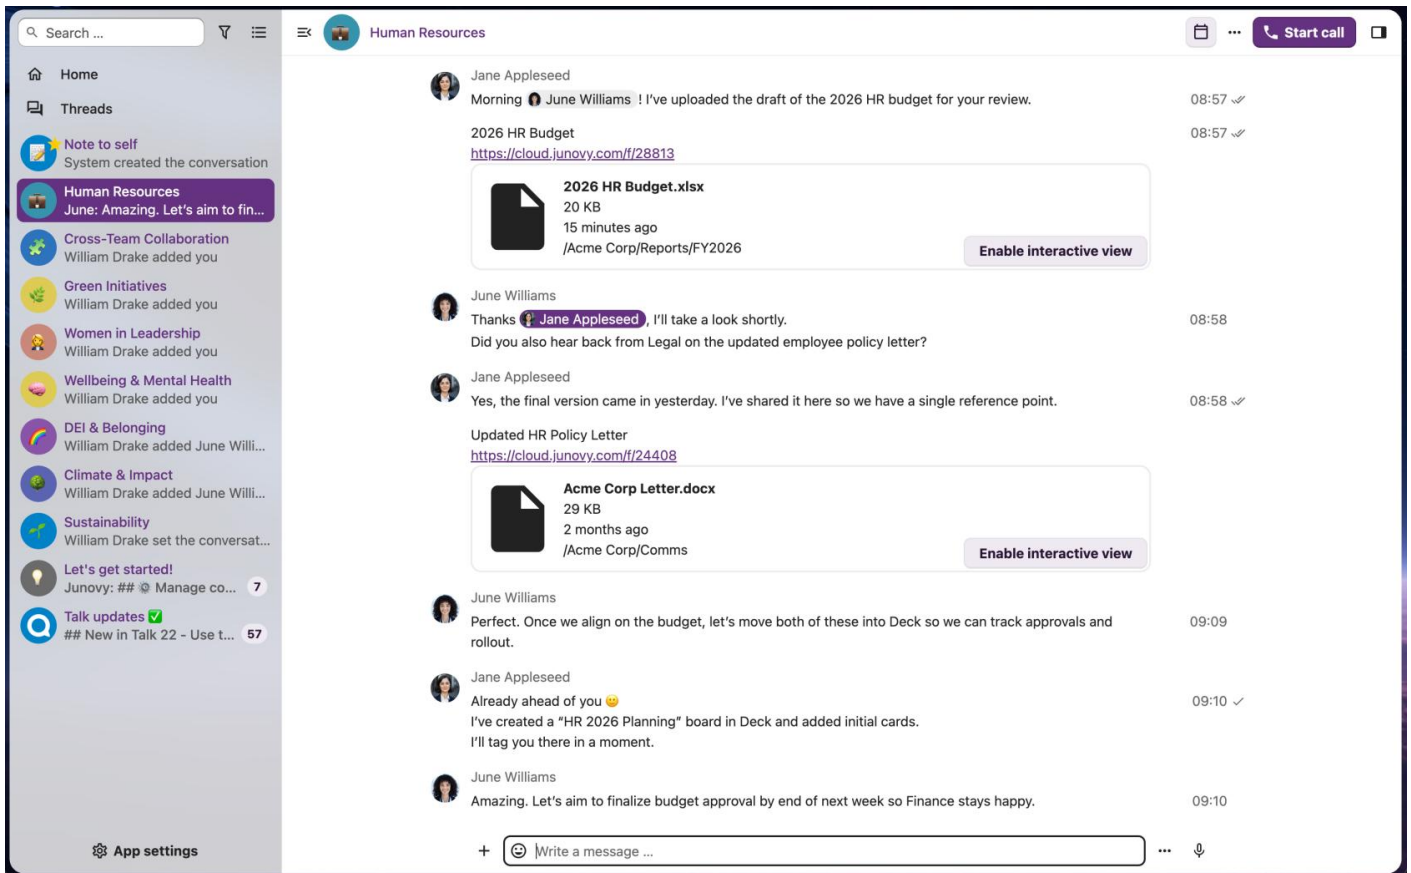 Search ...
Home
Threads
Note to self
System created the conversation
Human Resources
June: Amazing. Let's aim to fin...
Cross-Team Collaboration
William Drake added you
Green Initiatives
William Drake added you
Women in Leadership
William Drake added you
Wellbeing & Mental Health
William Drake added you
DEI & Belonging
William Drake added June Willi...
Climate & Impact
William Drake added June Willi...
Sustainability
William Drake set the conversat...
Let's get started!
Junovy: ## ⚙️ Manage co... 7
Talk updates ✅
## New in Talk 22 - Use t... 57
App settings
Human Resources
Start call
Jane Appleseed
Morning June Williams ! I've uploaded the draft of the 2026 HR budget for your review. 08:57
2026 HR Budget 08:57
https://cloud.junovy.com/f/28813
2026 HR Budget.xlsx
20 KB
15 minutes ago
/Acme Corp/Reports/FY2026
Enable interactive view
June Williams
Thanks Jane Appleseed , I'll take a look shortly. 08:58
Did you also hear back from Legal on the updated employee policy letter?
Jane Appleseed
Yes, the final version came in yesterday. I've shared it here so we have a single reference point. 08:58
Updated HR Policy Letter
https://cloud.junovy.com/f/24408
Acme Corp Letter.docx
29 KB
2 months ago
/Acme Corp/Comms
Enable interactive view
June Williams
Perfect. Once we align on the budget, let's move both of these into Deck so we can track approvals and 09:09
rollout.
Jane Appleseed
Already ahead of you 🙂 09:10
I've created a “HR 2026 Planning” board in Deck and added initial cards.
I'll tag you there in a moment.
June Williams
Amazing. Let's aim to finalize budget approval by end of next week so Finance stays happy. 09:10
Write a message ...